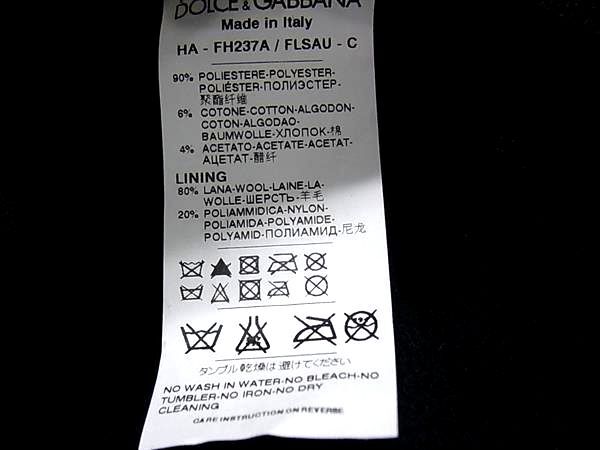 DOLCE & GABBANA
Made in Italy
HA - FH237A / FLSAU - C
90% POLIESTERE-POLYESTER-
POLIÉSTER-ПОЛИЭСТЕР-
聚酯纤维
6% COTONE-COTTON-ALGODON-
COTON-ALGODAO-
BAUMWOLLE-ХЛОПОК-棉
4% ACETATO-ACETATE-ACETAT-
АЦЕТАТ-醋纤
LINING
80% LANA-WOOL-LAINE-LA-
WOLLE-ШЕРСТЬ-羊毛
20% POLIAMMIDICA-NYLON-
POLIAMIDA-POLYAMIDE-
POLYAMID-ПОЛИАМИД-尼龙
タンブル乾燥は避けてください
NO WASH IN WATER-NO BLEACH-NO
TUMBLER-NO IRON-NO DRY
CLEANING
CARE INSTRUCTION ON REVERSE